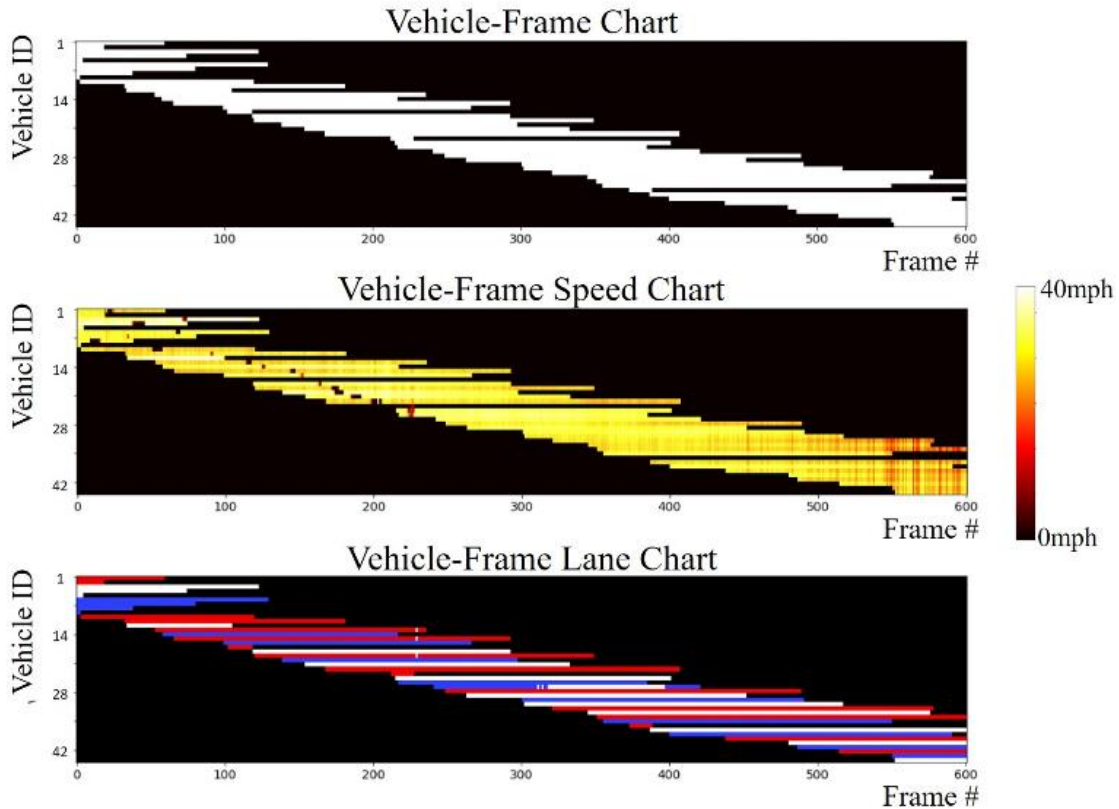 Vehicle-Frame Chart
Vehicle ID
1
14
28
42
0 100 200 300 400 500 600
Frame #
Vehicle-Frame Speed Chart
Vehicle ID
1
14
28
42
0 100 200 300 400 500 600
Frame #
40mph
0mph
Vehicle-Frame Lane Chart
Vehicle ID
1
14
28
42
0 100 200 300 400 500 600
Frame #